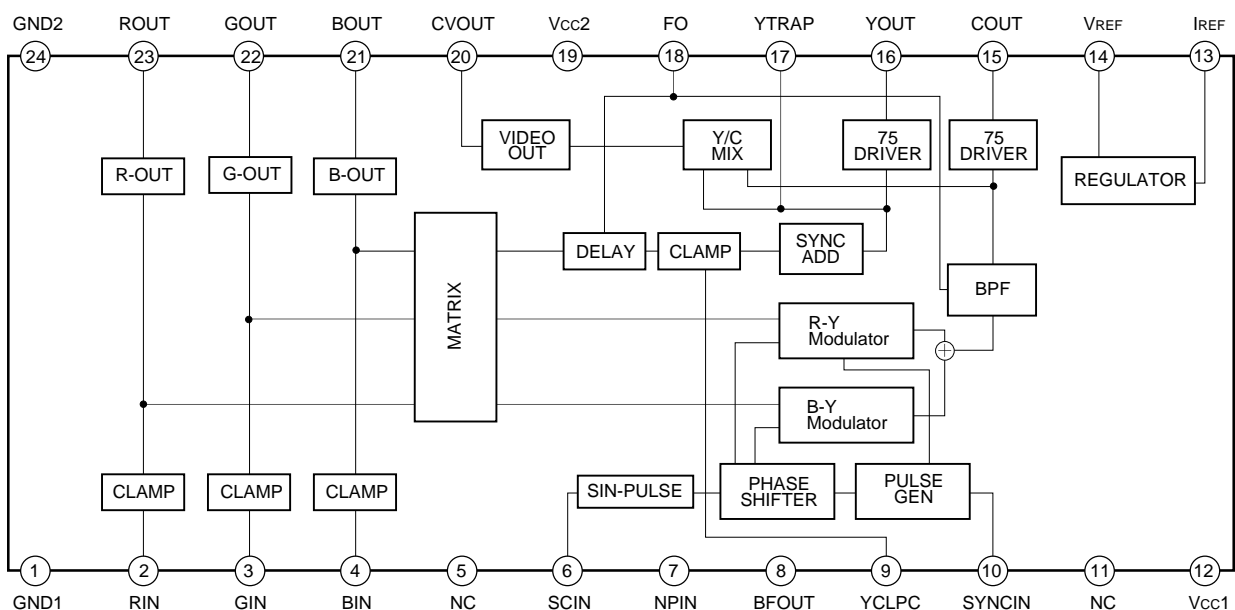 GND2 ROUT GOUT BOUT CVOUT VCC2 FO YTRAP YOUT COUT VREF IREF
24 23 22 21 20 19 18 17 16 15 14 13
VIDEO
OUT
Y/C
MIX
75
DRIVER
75
DRIVER
R-OUT
G-OUT
B-OUT
REGULATOR
MATRIX
DELAY
CLAMP
SYNC
ADD
BPF
R-Y
Modulator
B-Y
Modulator
CLAMP
CLAMP
CLAMP
SIN-PULSE
PHASE
SHIFTER
PULSE
GEN
1 2 3 4 5 6 7 8 9 10 11 12
GND1 RIN GIN BIN NC SCIN NPIN BFOUT YCLPC SYNCIN NC VCC1